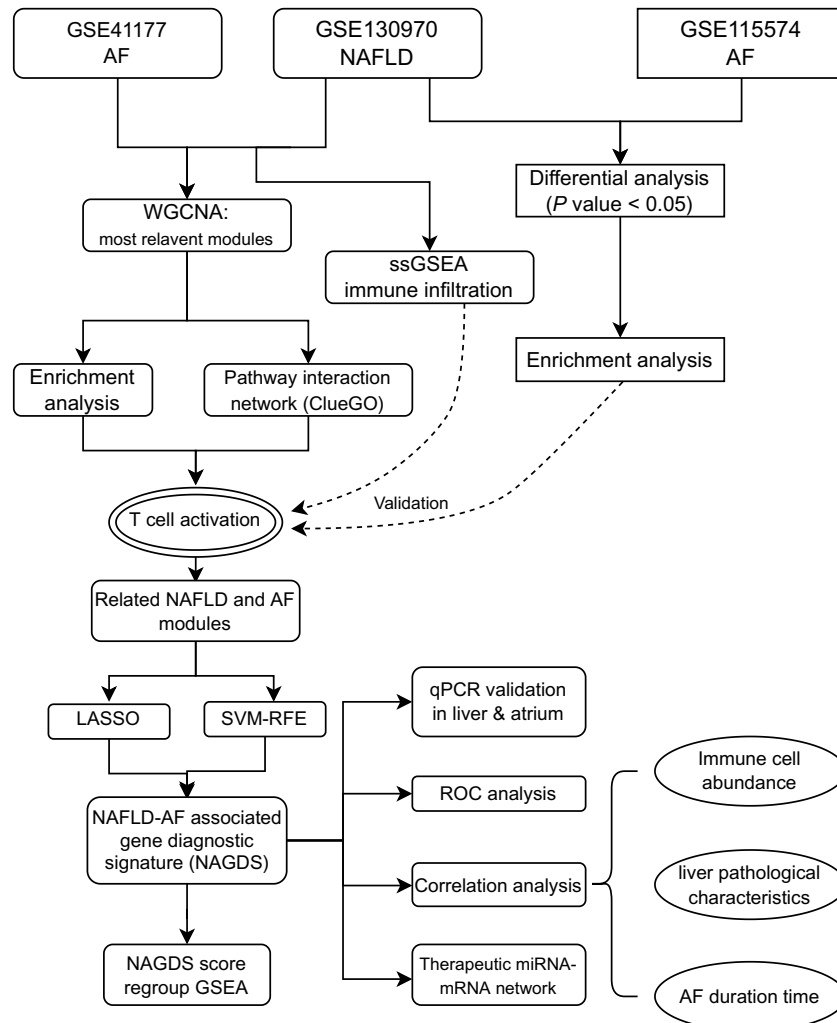 GSE41177
AF
GSE130970
NAFLD
GSE115574
AF
Differential analysis
(P value < 0.05)
WGCNA:
most relavent modules
ssGSEA
immune infiltration
Enrichment
analysis
Pathway interaction
network (ClueGO)
Enrichment analysis
Validation
T cell activation
Related NAFLD and AF
modules
LASSO
SVM-RFE
qPCR validation
in liver & atrium
Immune cell
abundance
ROC analysis
NAFLD-AF associated
gene diagnostic
signature (NAGDS)
Correlation analysis
liver pathological
characteristics
NAGDS score
regroup GSEA
Therapeutic miRNA-
mRNA network
AF duration time